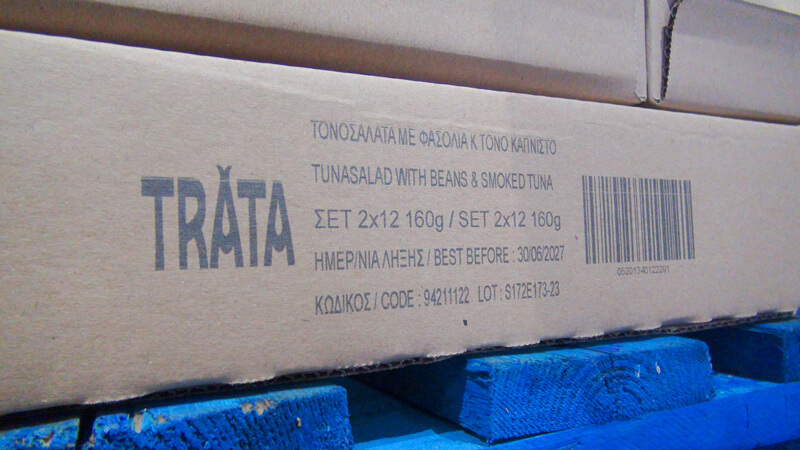 TRATA
ΤΟΝΟΣΑΛΑΤΑ ΜΕ ΦΑΣΟΛΙΑ Κ ΤΟΝΟ ΚΑΠΝΙΣΤΟ
TUNASALAD WITH BEANS & SMOKED TUNA
ΣΕΤ 2x12 160g / SET 2x12 160g
ΗΜΕΡ/ΝΙΑ ΛΗΞΗΣ / BEST BEFORE : 30/06/2027
ΚΩΔΙΚΟΣ / CODE : 94211122 LOT : S172E173-23